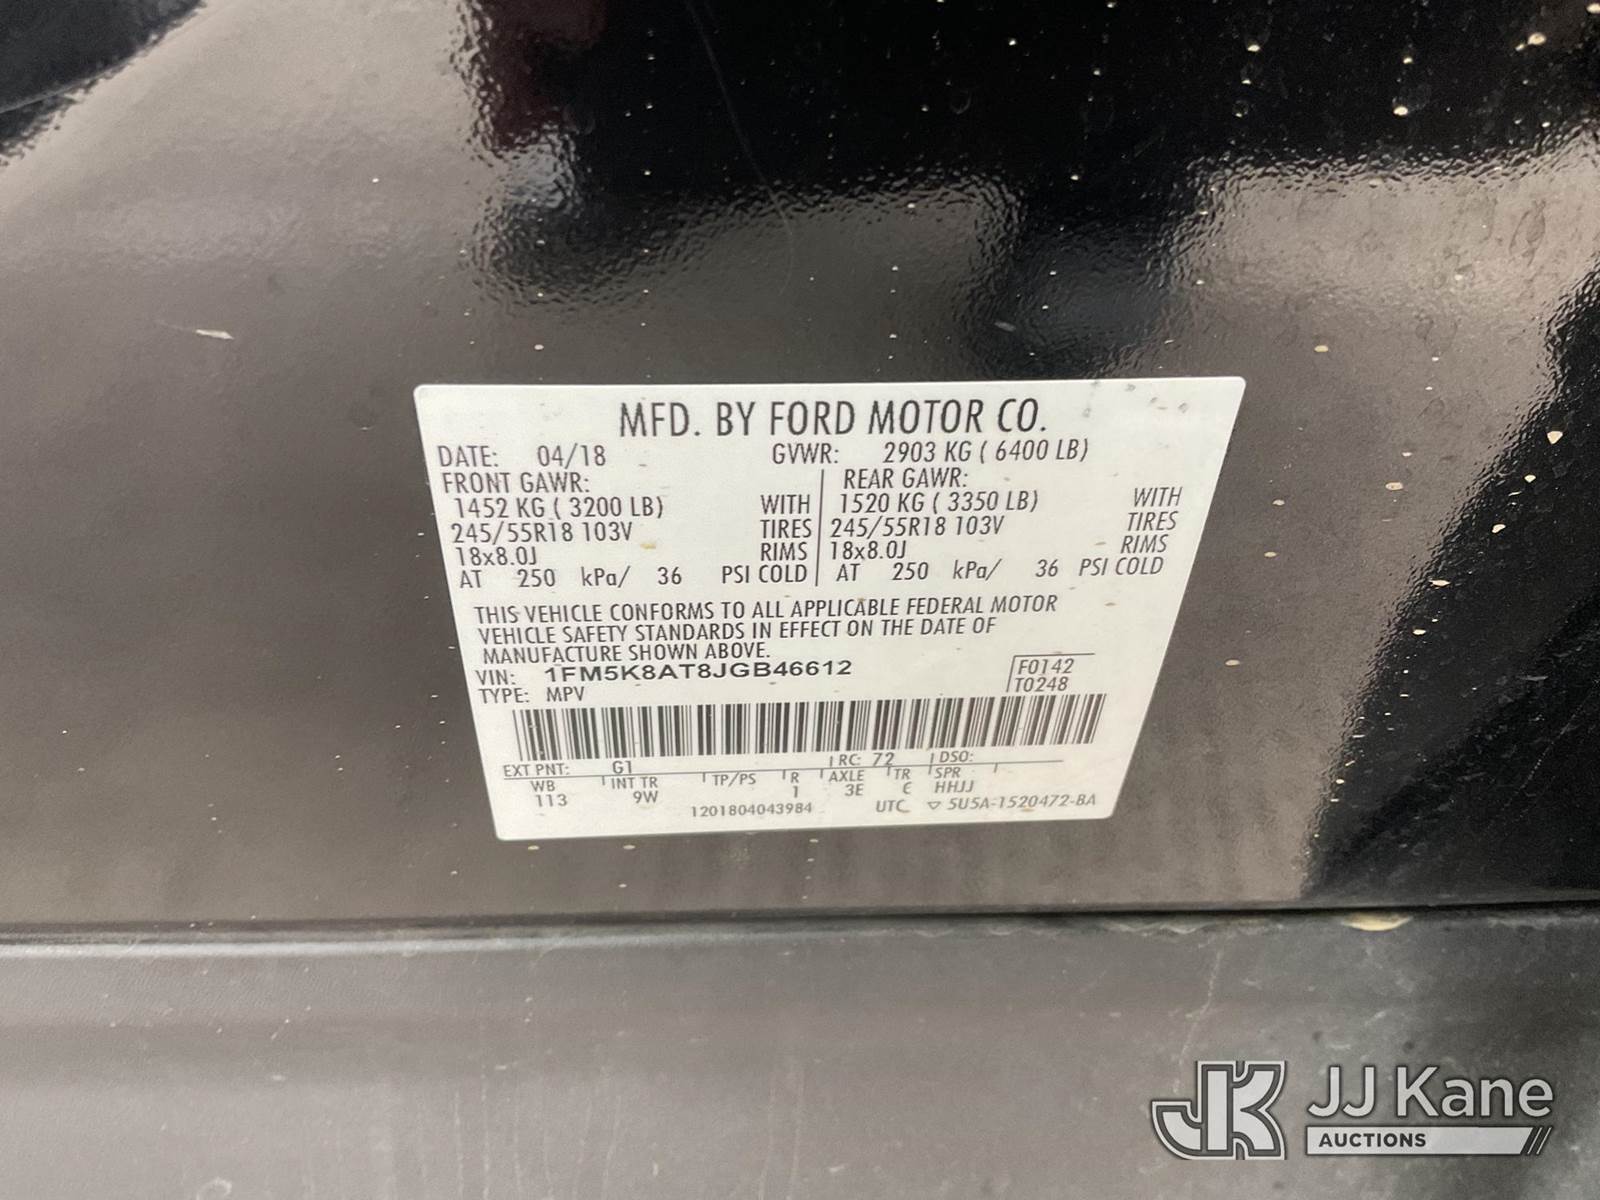 MFD. BY FORD MOTOR CO.
DATE: 04/18 GVWR: 2903 KG ( 6400 LB)
FRONT GAWR: REAR GAWR:
1452 KG ( 3200 LB) WITH 1520 KG ( 3350 LB) WITH
245/55R18 103V TIRES 245/55R18 103V TIRES
18x8.0J RIMS 18x8.0J RIMS
AT 250 kPa/ 36 PSI COLD AT 250 kPa/ 36 PSI COLD
THIS VEHICLE CONFORMS TO ALL APPLICABLE FEDERAL MOTOR
VEHICLE SAFETY STANDARDS IN EFFECT ON THE DATE OF
MANUFACTURE SHOWN ABOVE.
VIN: 1FM5K8AT8JGB46612 F0142
TYPE: MPV T0248
EXT PNT: G1 RC: 72 DSO:
WB INT TR TP/PS R AXLE TR SPR
113 9W 1 3E E HHJJ
1201804043984 UTC ▽ 5U5A-1520472-BA
JK JJ Kane
AUCTIONS